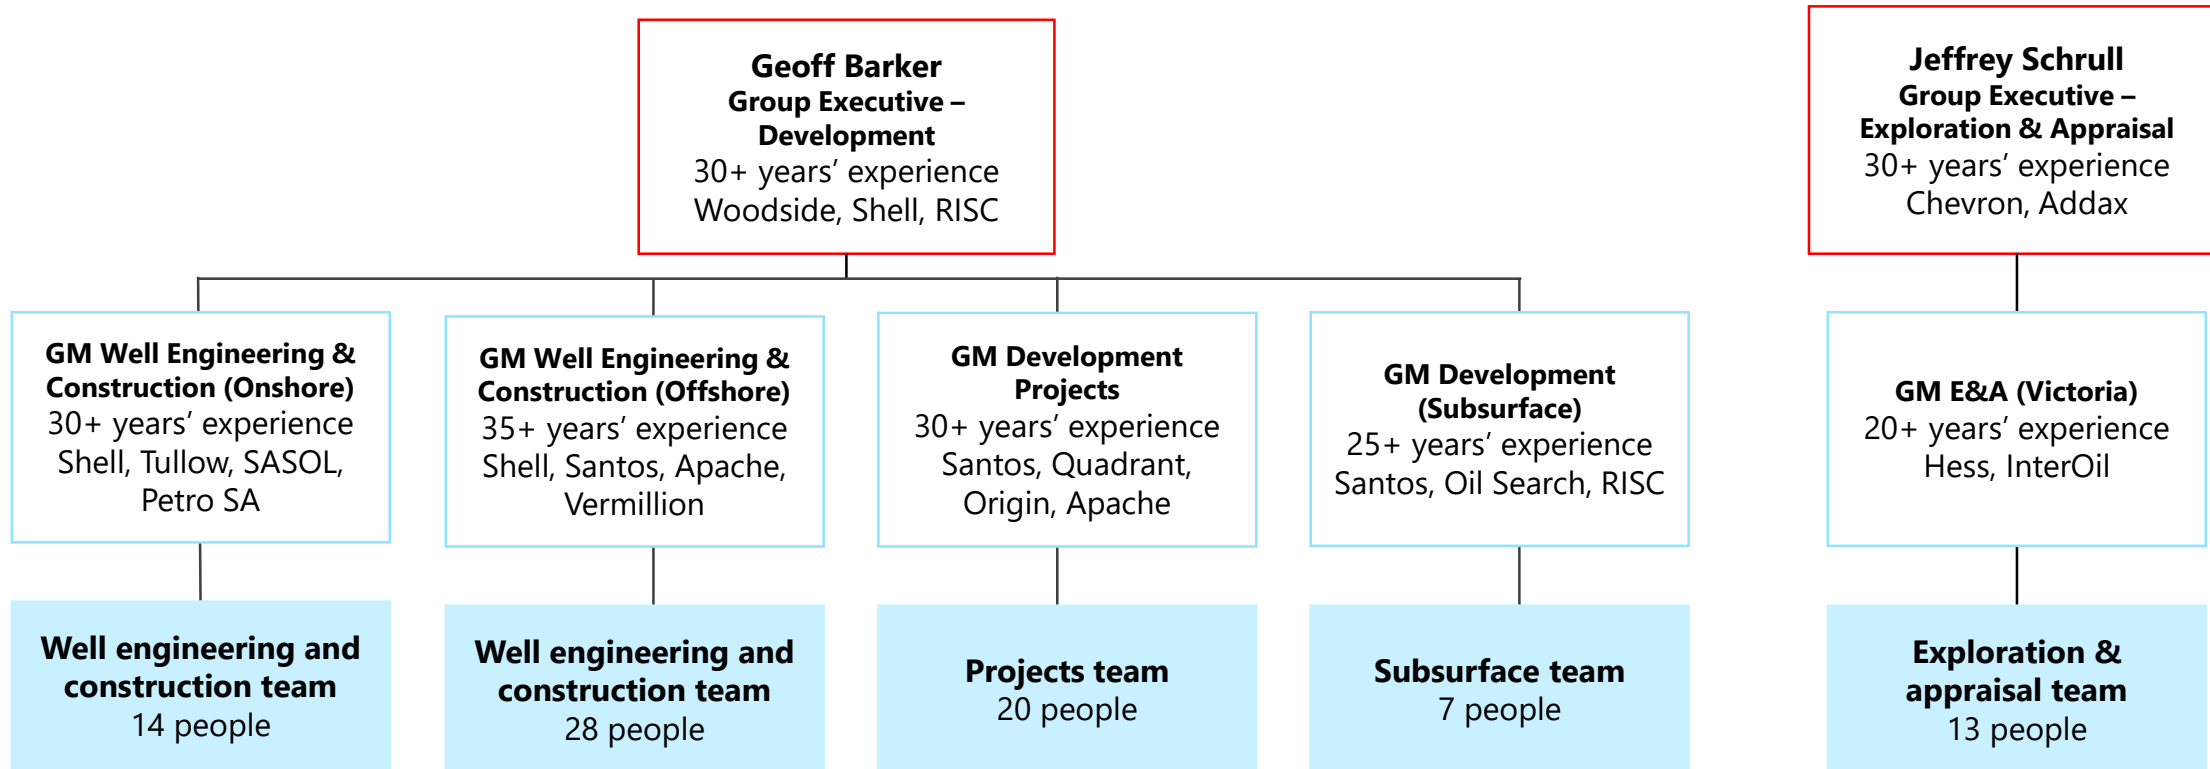 Geoff Barker
Group Executive –
Development
30+ years’ experience
Woodside, Shell, RISC
Jeffrey Schrull
Group Executive –
Exploration & Appraisal
30+ years’ experience
Chevron, Addax
GM Well Engineering &
Construction (Onshore)
30+ years’ experience
Shell, Tullow, SASOL,
Petro SA
GM Well Engineering &
Construction (Offshore)
35+ years’ experience
Shell, Santos, Apache,
Vermillion
GM Development
Projects
30+ years’ experience
Santos, Quadrant,
Origin, Apache
GM Development
(Subsurface)
25+ years’ experience
Santos, Oil Search, RISC
GM E&A (Victoria)
20+ years’ experience
Hess, InterOil
Well engineering and
construction team
14 people
Well engineering and
construction team
28 people
Projects team
20 people
Subsurface team
7 people
Exploration &
appraisal team
13 people